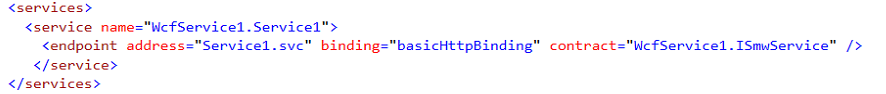 <services>
<service name="WcfService1.Service1">
<endpoint address="Service1.svc" binding="basicHttpBinding" contract="WcfService1.ISmwService" />
</service>
</services>